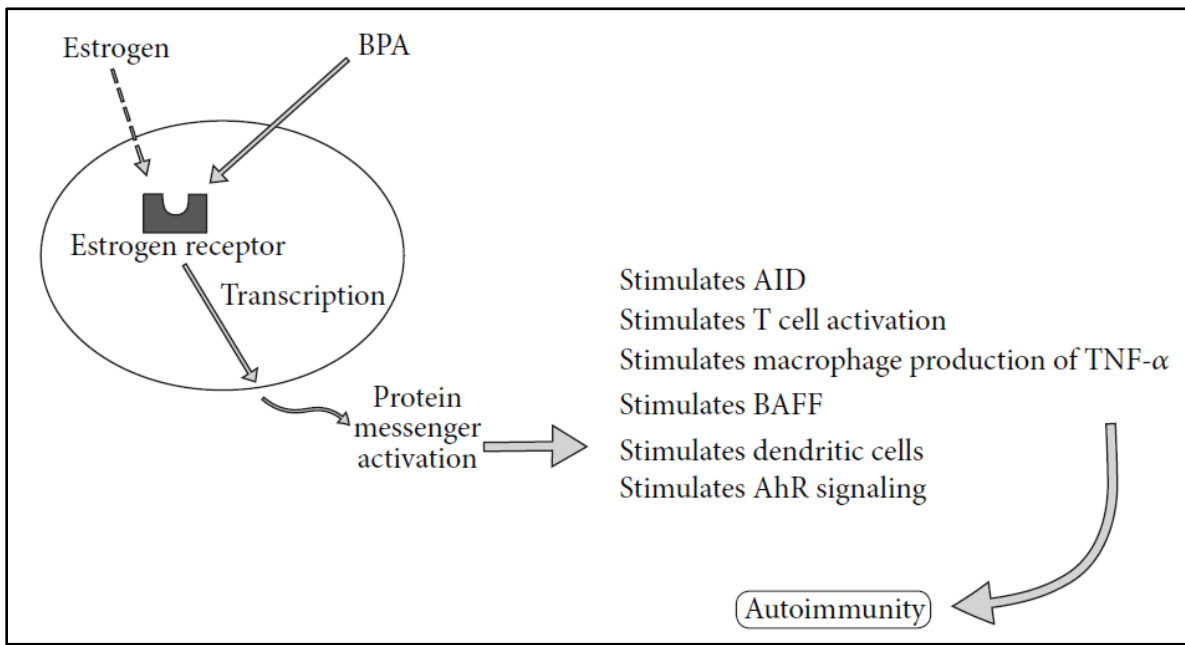 Estrogen
BPA
Estrogen receptor
Transcription
Protein
messenger
activation
Stimulates AID
Stimulates T cell activation
Stimulates macrophage production of TNF-α
Stimulates BAFF
Stimulates dendritic cells
Stimulates AhR signaling
Autoimmunity